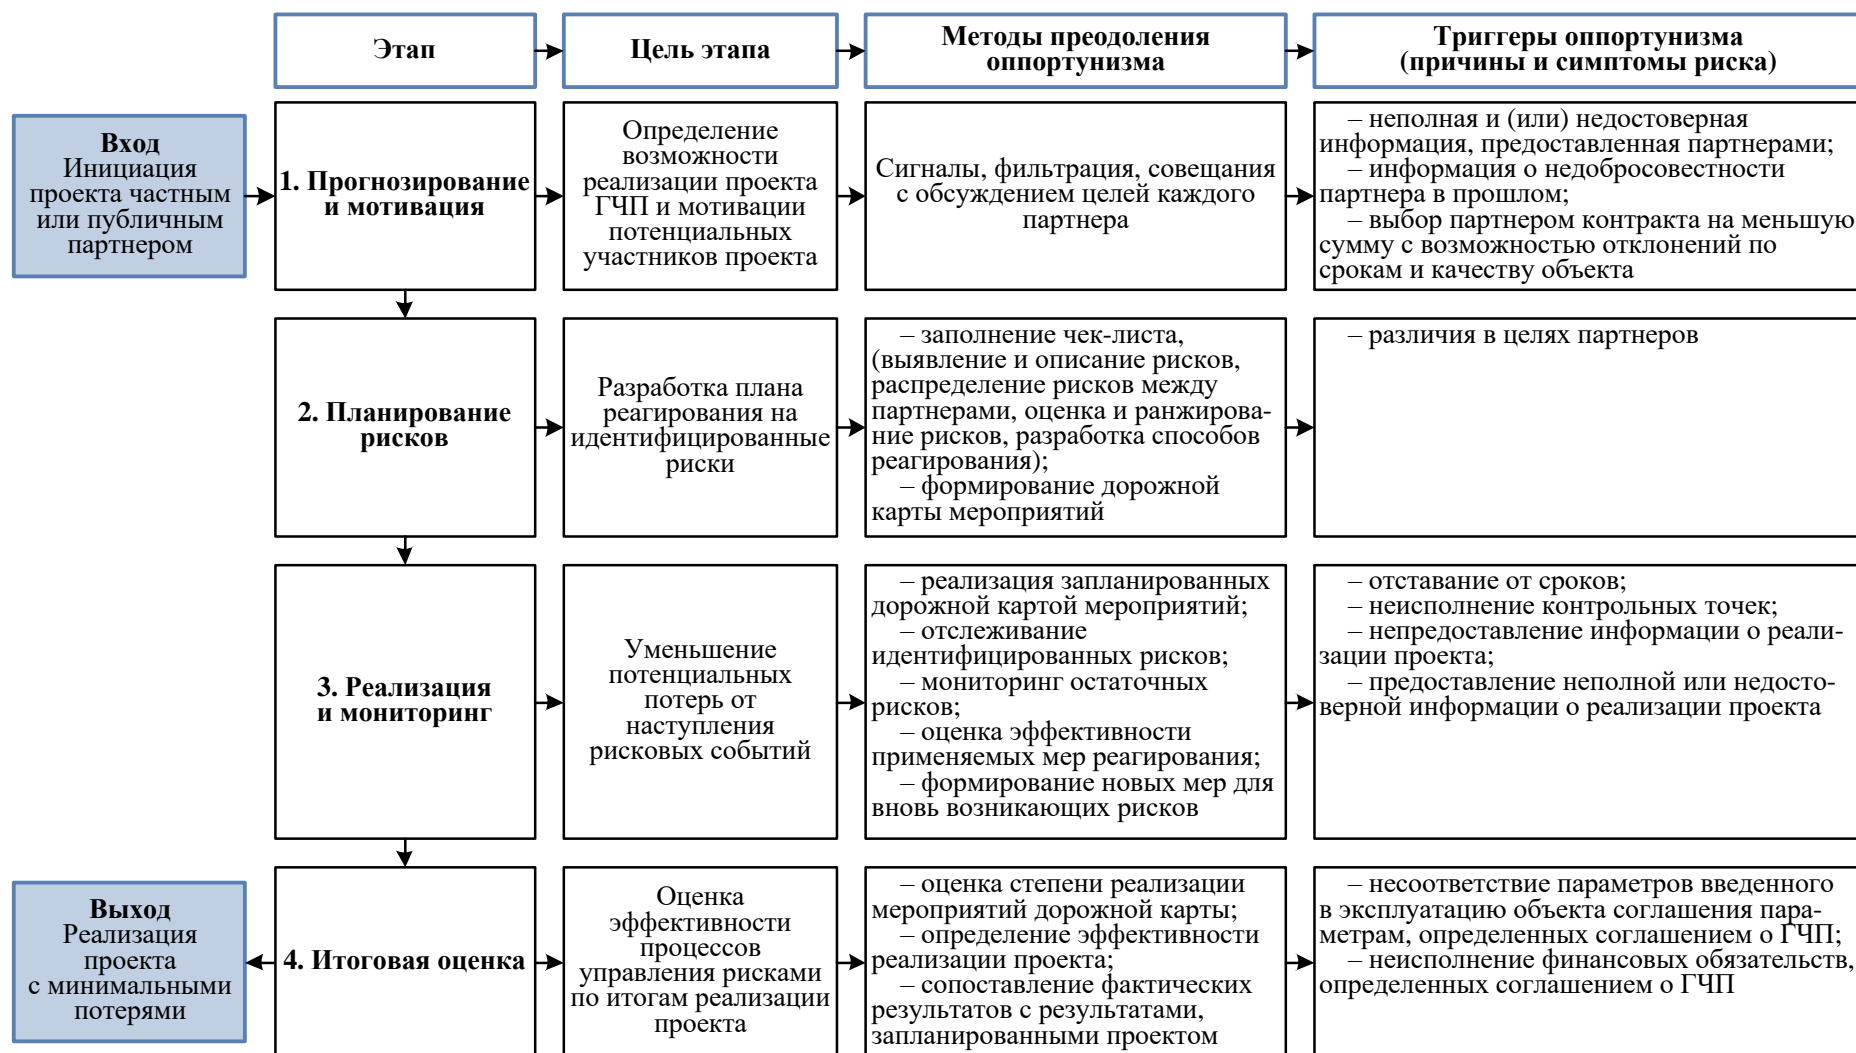 Этап
Цель этапа
Методы преодоления
оппортунизма
Триггеры оппортунизма
(причины и симптомы риска)
Вход
Инициация
проекта частным
или публичным
партнером
1. Прогнозирование
и мотивация
Определение
возможности
реализации проекта
ГЧП и мотивации
потенциальных
участников проекта
Сигналы, фильтрация, совещания
с обсуждением целей каждого
партнера
– неполная и (или) недостоверная
информация, предоставленная партнерами;
– информация о недобросовестности
партнера в прошлом;
– выбор партнером контракта на меньшую
сумму с возможностью отклонений по
срокам и качеству объекта
2. Планирование
рисков
Разработка плана
реагирования на
идентифицированные
риски
– заполнение чек-листа,
(выявление и описание рисков,
распределение рисков между
партнерами, оценка и ранжирова-
ние рисков, разработка способов
реагирования);
– формирование дорожной
карты мероприятий
– различия в целях партнеров
3. Реализация
и мониторинг
Уменьшение
потенциальных
потерь от
наступления
рисковых событий
– реализация запланированных
дорожной картой мероприятий;
– отслеживание
идентифицированных рисков;
– мониторинг остаточных
рисков;
– оценка эффективности
применяемых мер реагирования;
– формирование новых мер для
вновь возникающих рисков
– отставание от сроков;
– неисполнение контрольных точек;
– непредоставление информации о реали-
зации проекта;
– предоставление неполной или недосто-
верной информации о реализации проекта
Выход
Реализация
проекта
с минимальными
потерями
4. Итоговая оценка
Оценка
эффективности
процессов
управления рисками
по итогам реализации
проекта
– оценка степени реализации
мероприятий дорожной карты;
– определение эффективности
реализации проекта;
– сопоставление фактических
результатов с результатами,
запланированными проектом
– несоответствие параметров введенного
в эксплуатацию объекта соглашения пара-
метрам, определенных соглашением о ГЧП;
– неисполнение финансовых обязательств,
определенных соглашением о ГЧП